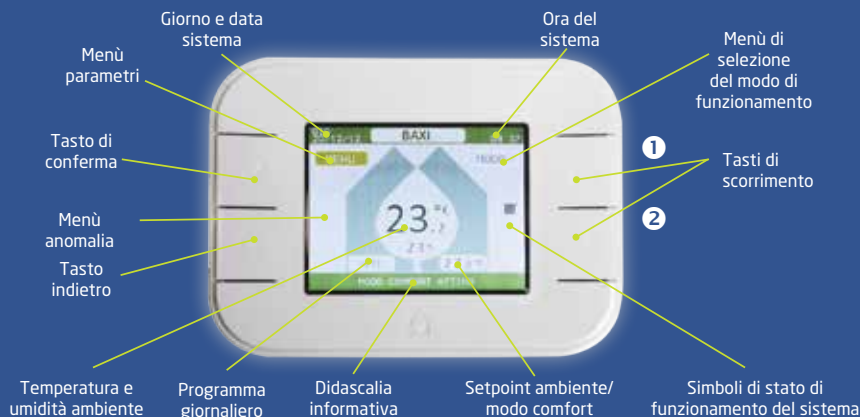 Giorno e data
sistema
Ora del
sistema
Menù
parametri
Menù di
selezione
del modo di
funzionamento
BAXI
MENU
Tasto di
conferma
1
Tasti di
scorrimento
2
Menù
anomalia
23
Tasto
indietro
MODO COMFORT ATTIVO
Temperatura e
umidità ambiente
Programma
giornaliero
Didascalia
informativa
Setpoint ambiente/
modo comfort
Simboli di stato di
funzionamento del sistema